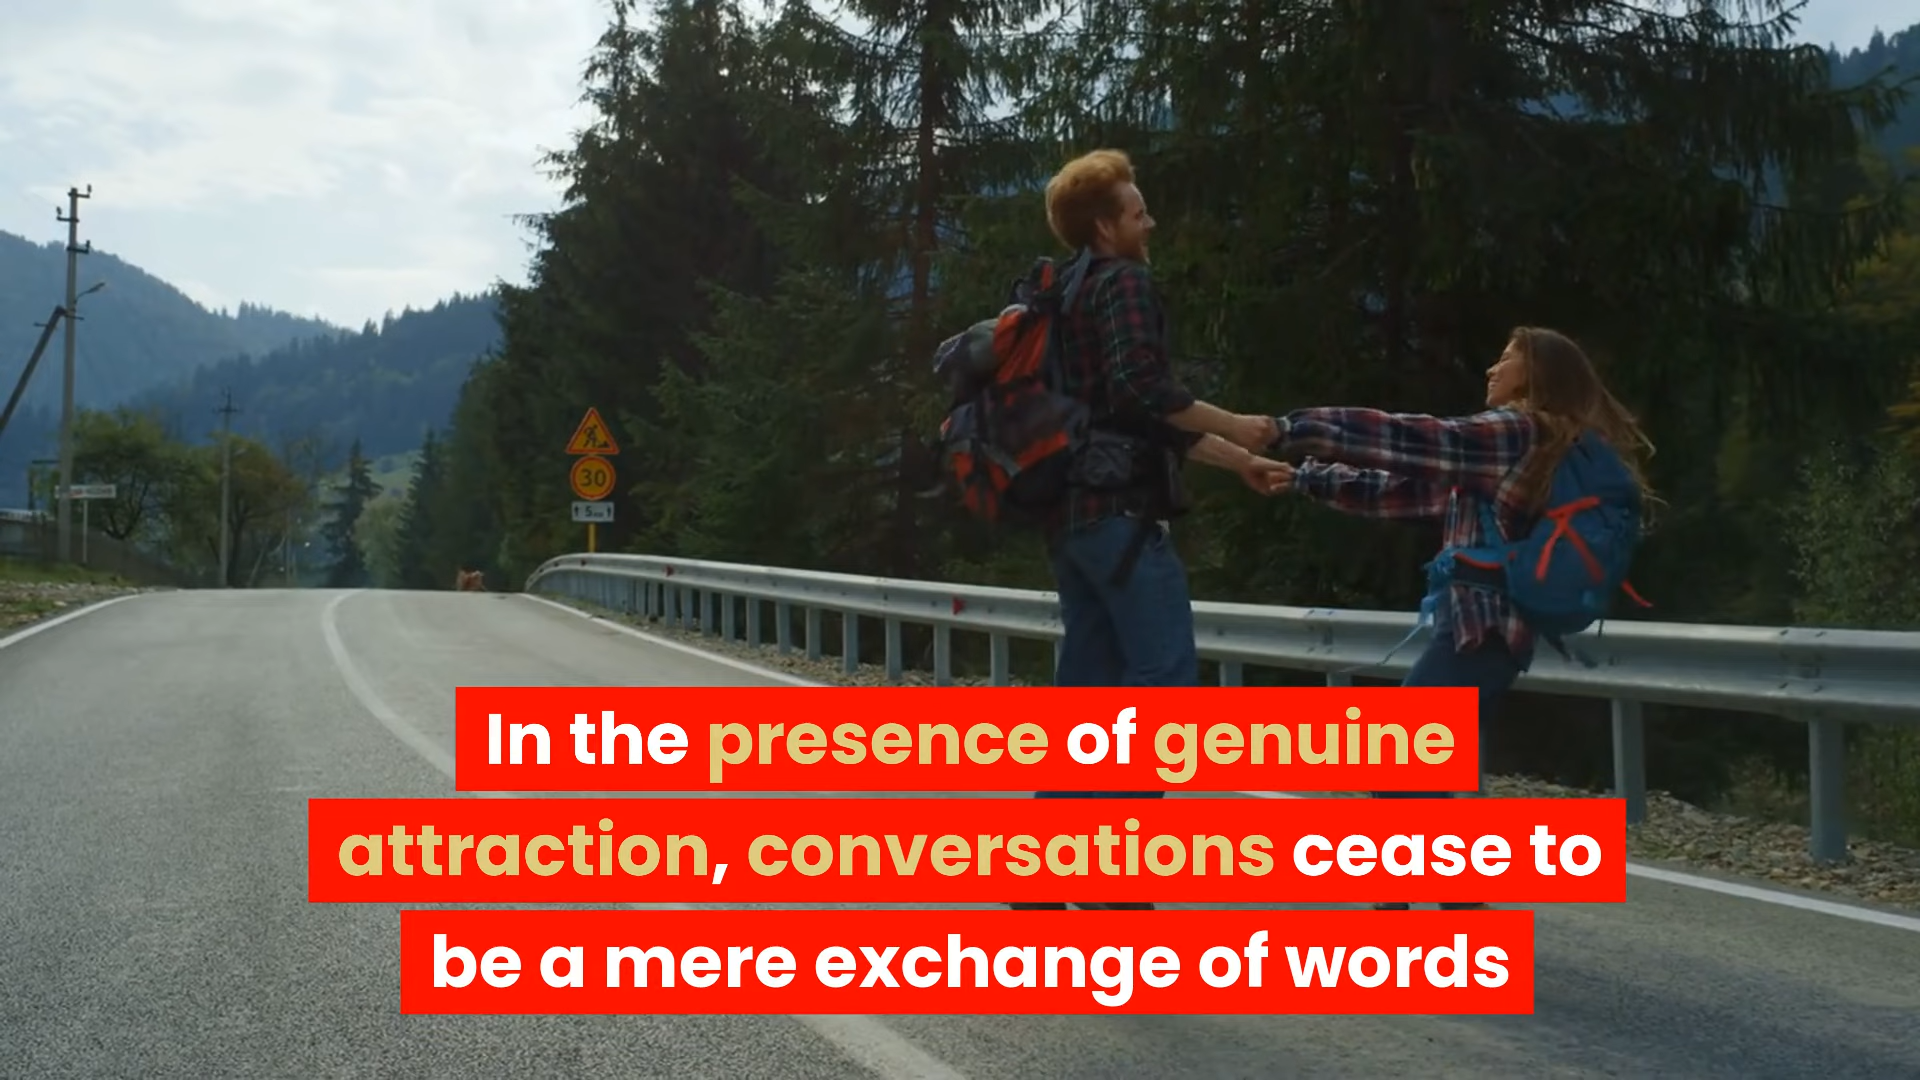 30
In the presence of genuine
attraction, conversations cease to
be a mere exchange of words